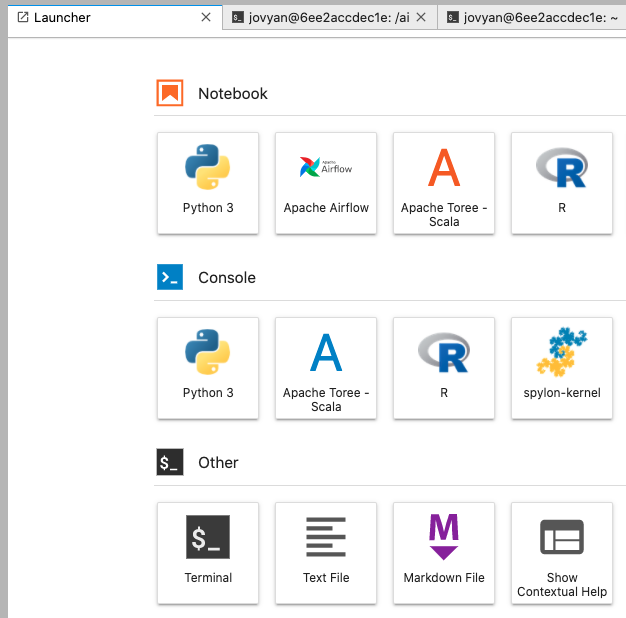 Launcher
jovyan@6ee2accdec1e: /ai
jovyan@6ee2accdec1e: ~
Notebook
Python 3
APACHE
Airflow
Apache Airflow
A
Apache Toree -
Scala
R
R
Console
>_
Python 3
A
Apache Toree -
Scala
R
R
spylon-kernel
$_
Other
$_
Terminal
Text File
M
Markdown File
Show
Contextual Help